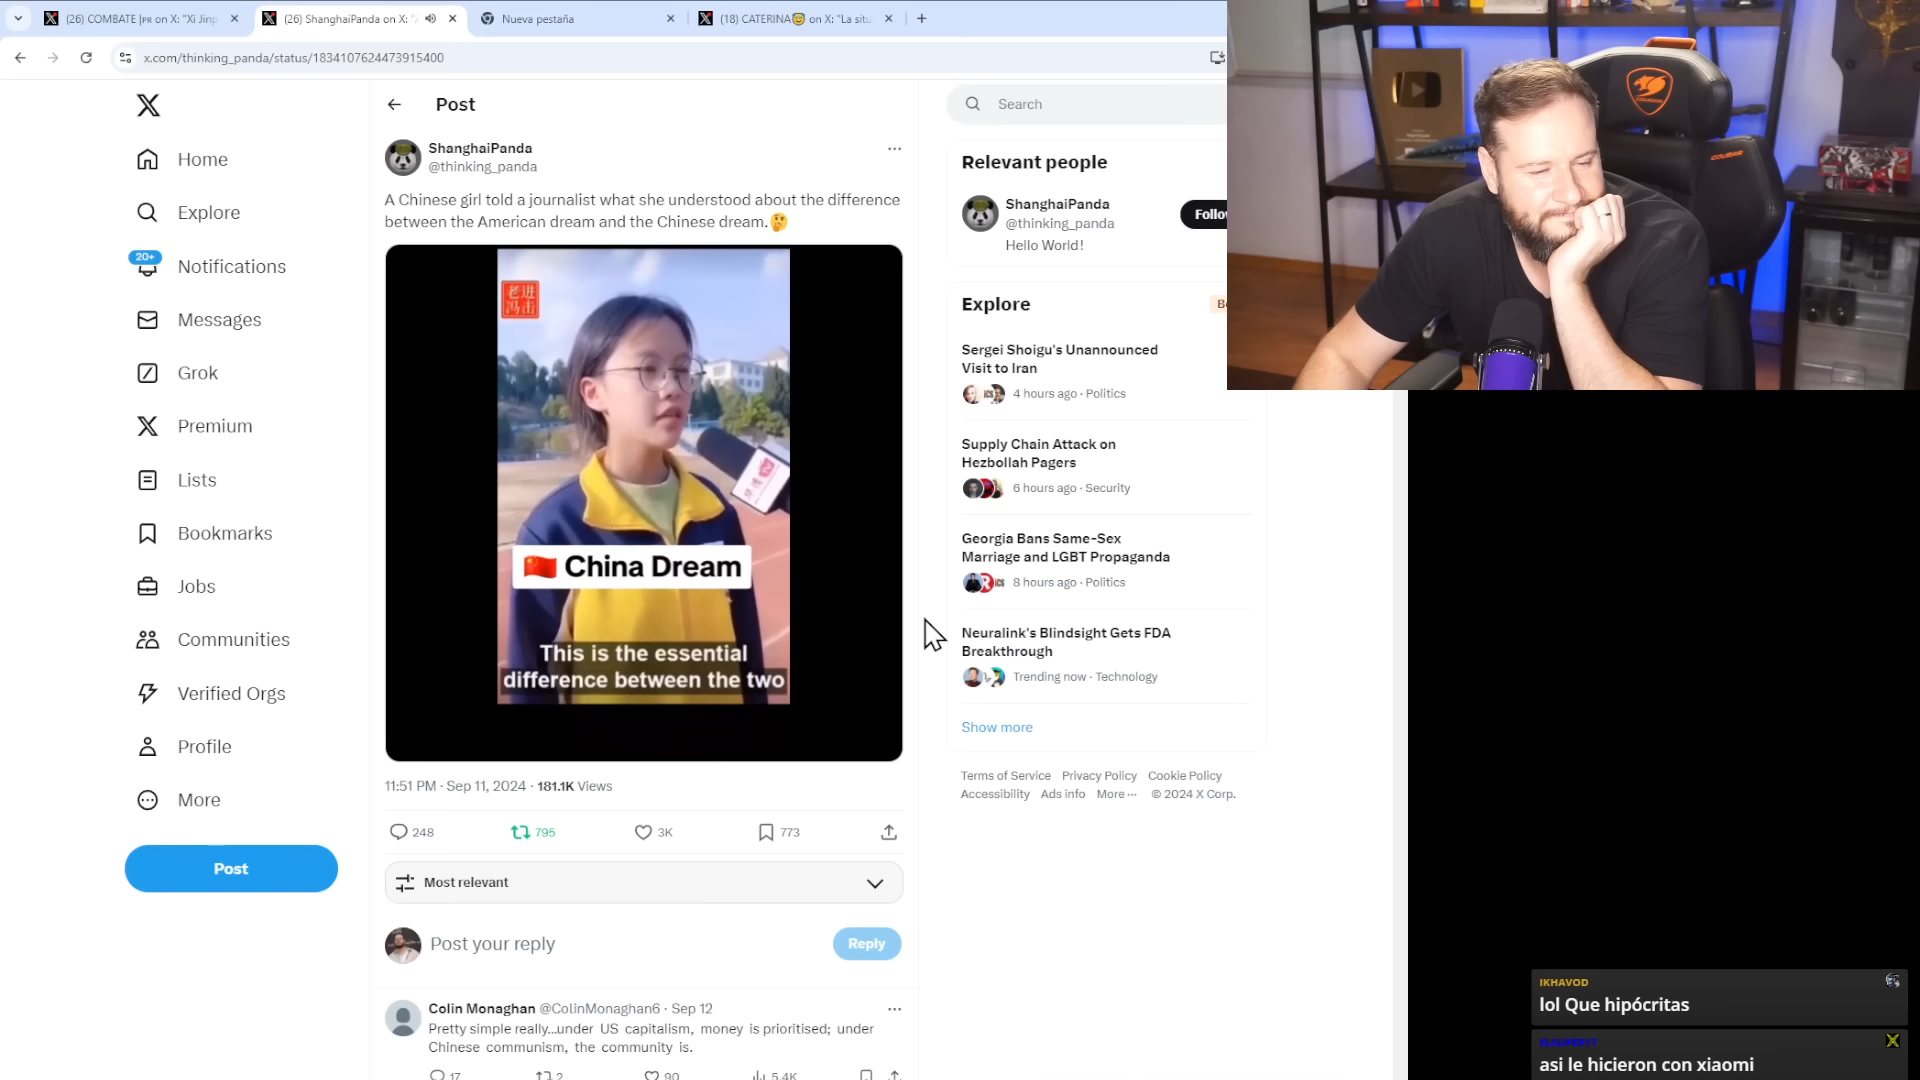 (26) COMBATE |🇵🇷 on X: "Xi Jinp
(26) ShanghaiPanda on X: "
Nueva pestaña
(18) CATERINA😇 on X: "La situ
x.com/thinking_panda/status/1834107624473915400
Home
Explore
20+
Notifications
Messages
Grok
Premium
Lists
Bookmarks
Jobs
Communities
Verified Orgs
Profile
More
Post
Post
ShanghaiPanda
@thinking_panda
A Chinese girl told a journalist what she understood about the difference
between the American dream and the Chinese dream.🤔
老进
冯击
🇨🇳 China Dream
This is the essential
difference between the two
11:51 PM · Sep 11, 2024 · 181.1K Views
248
795
3K
773
Most relevant
Post your reply
Reply
Colin Monaghan @ColinMonaghan6 · Sep 12
Pretty simple really...under US capitalism, money is prioritised; under
Chinese communism, the community is.
17
2
90
5.4K
Search
Relevant people
ShanghaiPanda
@thinking_panda
Follow
Hello World!
Explore
Be
Sergei Shoigu's Unannounced
Visit to Iran
4 hours ago · Politics
Supply Chain Attack on
Hezbollah Pagers
6 hours ago · Security
Georgia Bans Same-Sex
Marriage and LGBT Propaganda
8 hours ago · Politics
Neuralink's Blindsight Gets FDA
Breakthrough
Trending now · Technology
Show more
Terms of Service Privacy Policy Cookie Policy
Accessibility Ads info More ··· © 2024 X Corp.
COUGAR
IKHAVOD
lol Que hipócritas
asi le hicieron con xiaomi